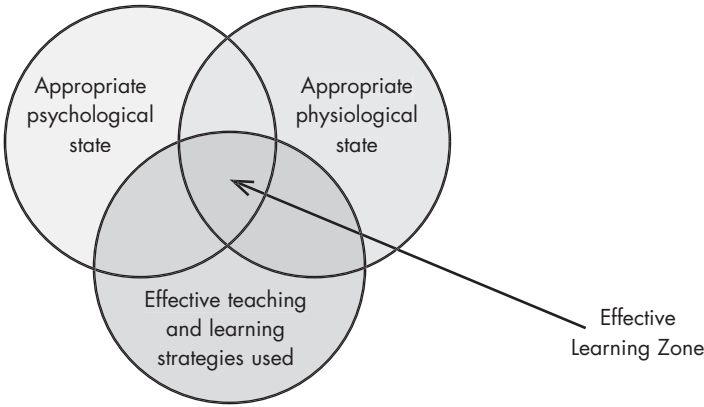 Appropriate
psychological
state
Appropriate
physiological
state
Effective teaching
and learning
strategies used
Effective
Learning Zone